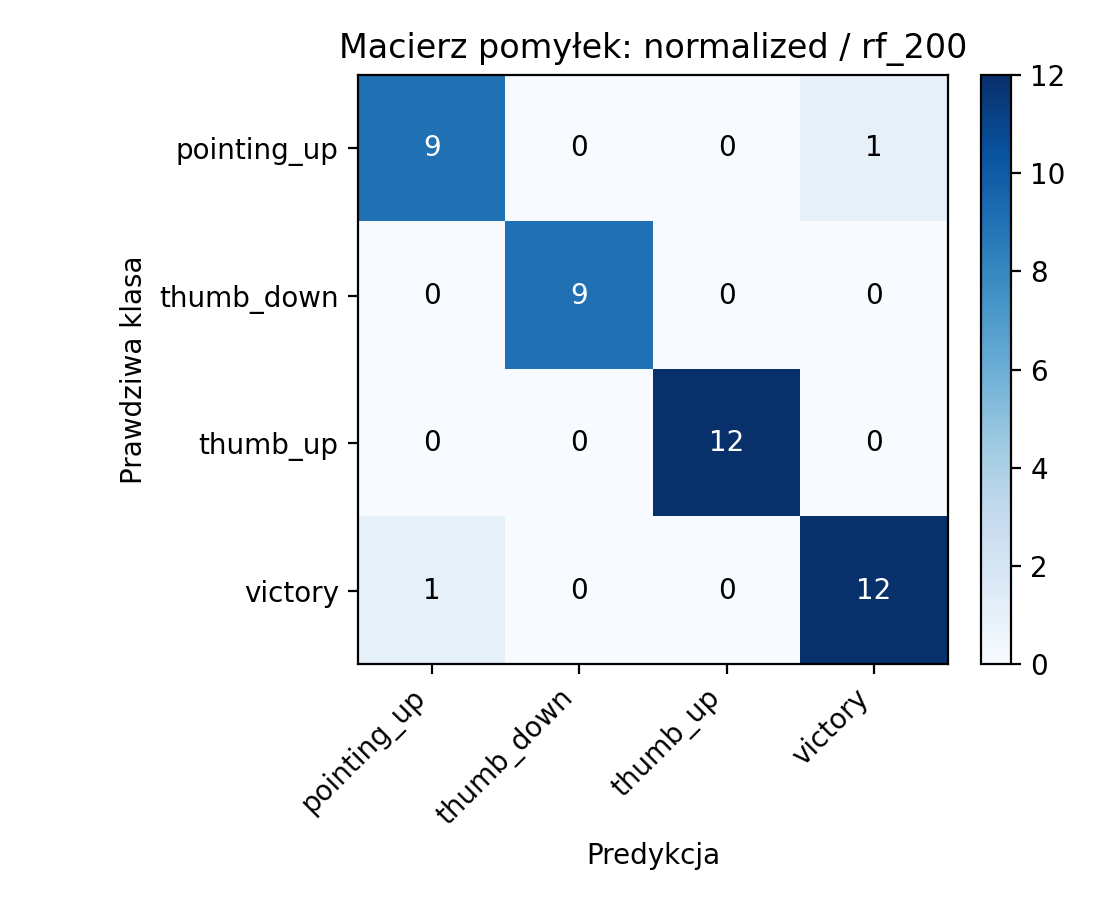 Macierz pomyłek: normalized / rf_200
Prawdziwa klasa
pointing_up 9 0 0 1
thumb_down 0 9 0 0
thumb_up 0 0 12 0
victory 1 0 0 12
pointing_up thumb_down thumb_up victory
Predykcja
12
10
8
6
4
2
0